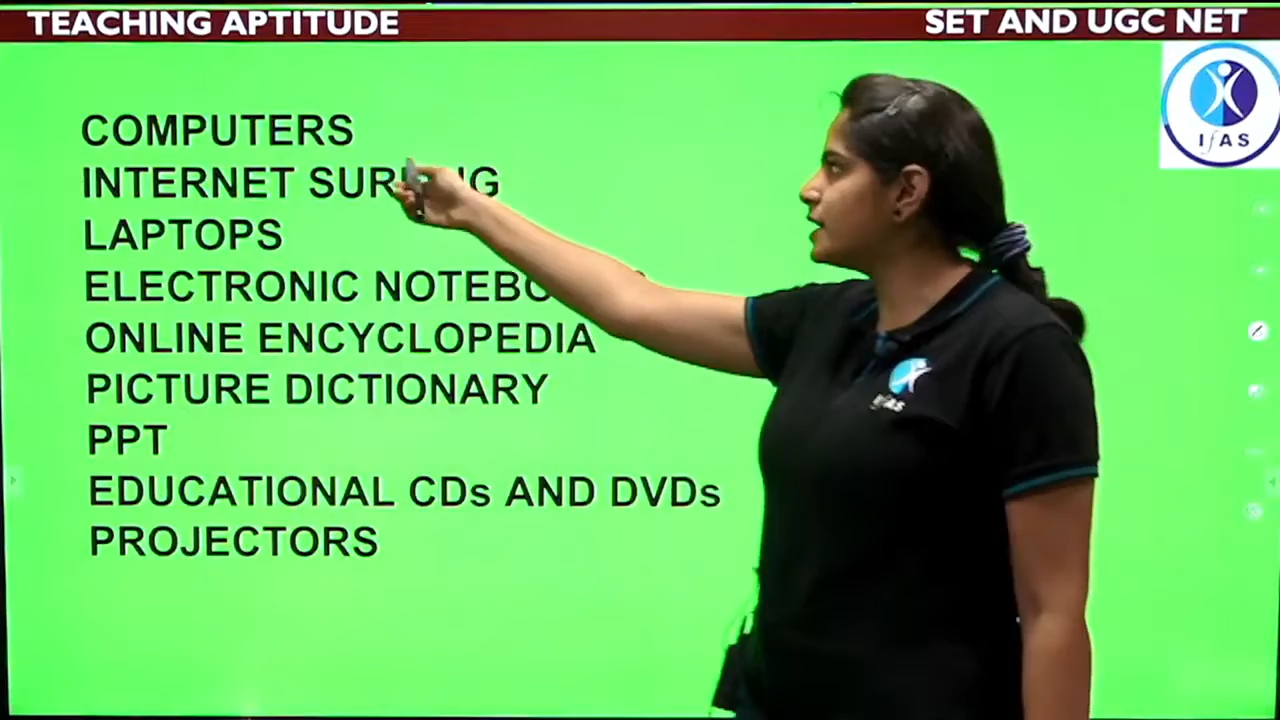 TEACHING APTITUDE
SET AND UGC NET
IfAS
COMPUTERS
INTERNET
LAPTOPS
ELECTRONIC
ONLINE ENCYCLOPEDIA
PICTURE DICTIONARY
PPT
EDUCATIONAL CDs AND DVDs
PROJECTORS
IfAS